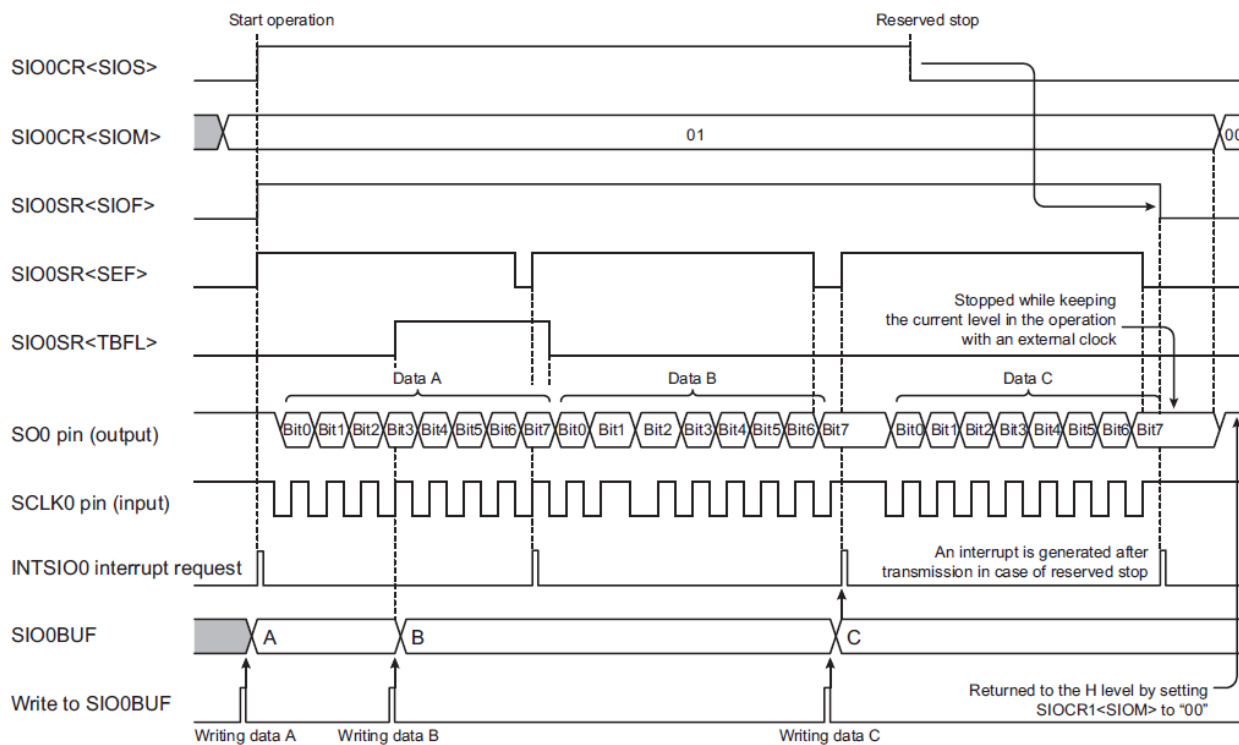 Start operation
Reserved stop
SIO0CR<SIOS>
SIO0CR<SIOM>
01
00
SIO0SR<SIOF>
SIO0SR<SEF>
Stopped while keeping
the current level in the operation
with an external clock
SIO0SR<TBFL>
Data A
Data B
Data C
SO0 pin (output)
Bit0 Bit1 Bit2 Bit3 Bit4 Bit5 Bit6 Bit7 Bit0 Bit1 Bit2 Bit3 Bit4 Bit5 Bit6 Bit7 Bit0 Bit1 Bit2 Bit3 Bit4 Bit5 Bit6 Bit7
SCLK0 pin (input)
INTSIO0 interrupt request
An interrupt is generated after
transmission in case of reserved stop
SIO0BUF
A
B
C
Write to SIO0BUF
Returned to the H level by setting
SIOCR1<SIOM> to “00”
Writing data A
Writing data B
Writing data C